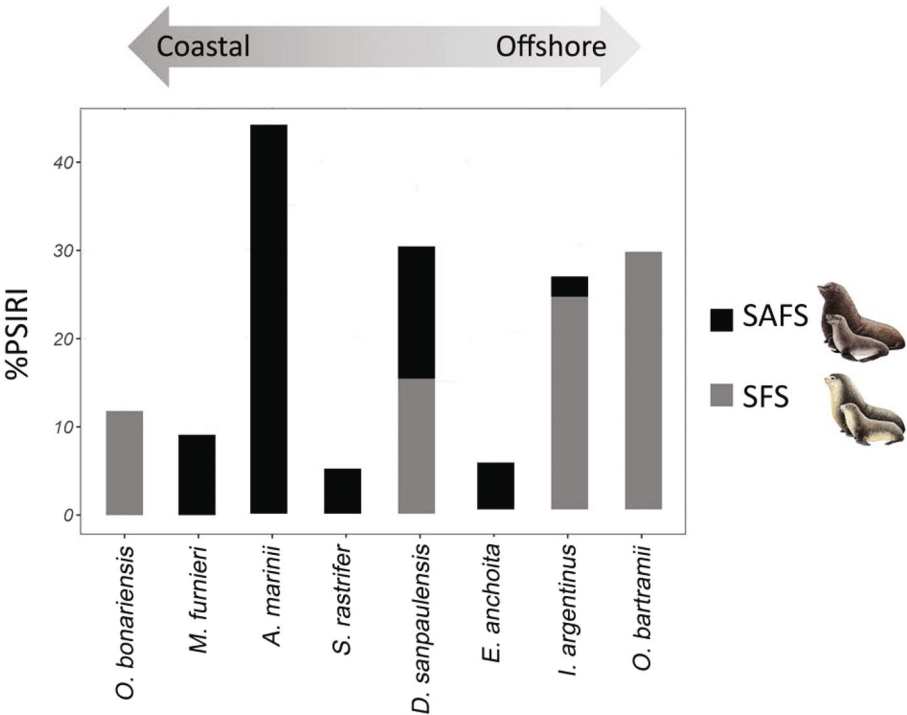 Coastal Offshore
%PSIRI
40
30
20
10
0
O. bonariensis
M. furnieri
A. marinii
S. rastrifer
D. sanpaulensis
E. anchoita
I. argentinus
O. bartramii
SAFS
SFS